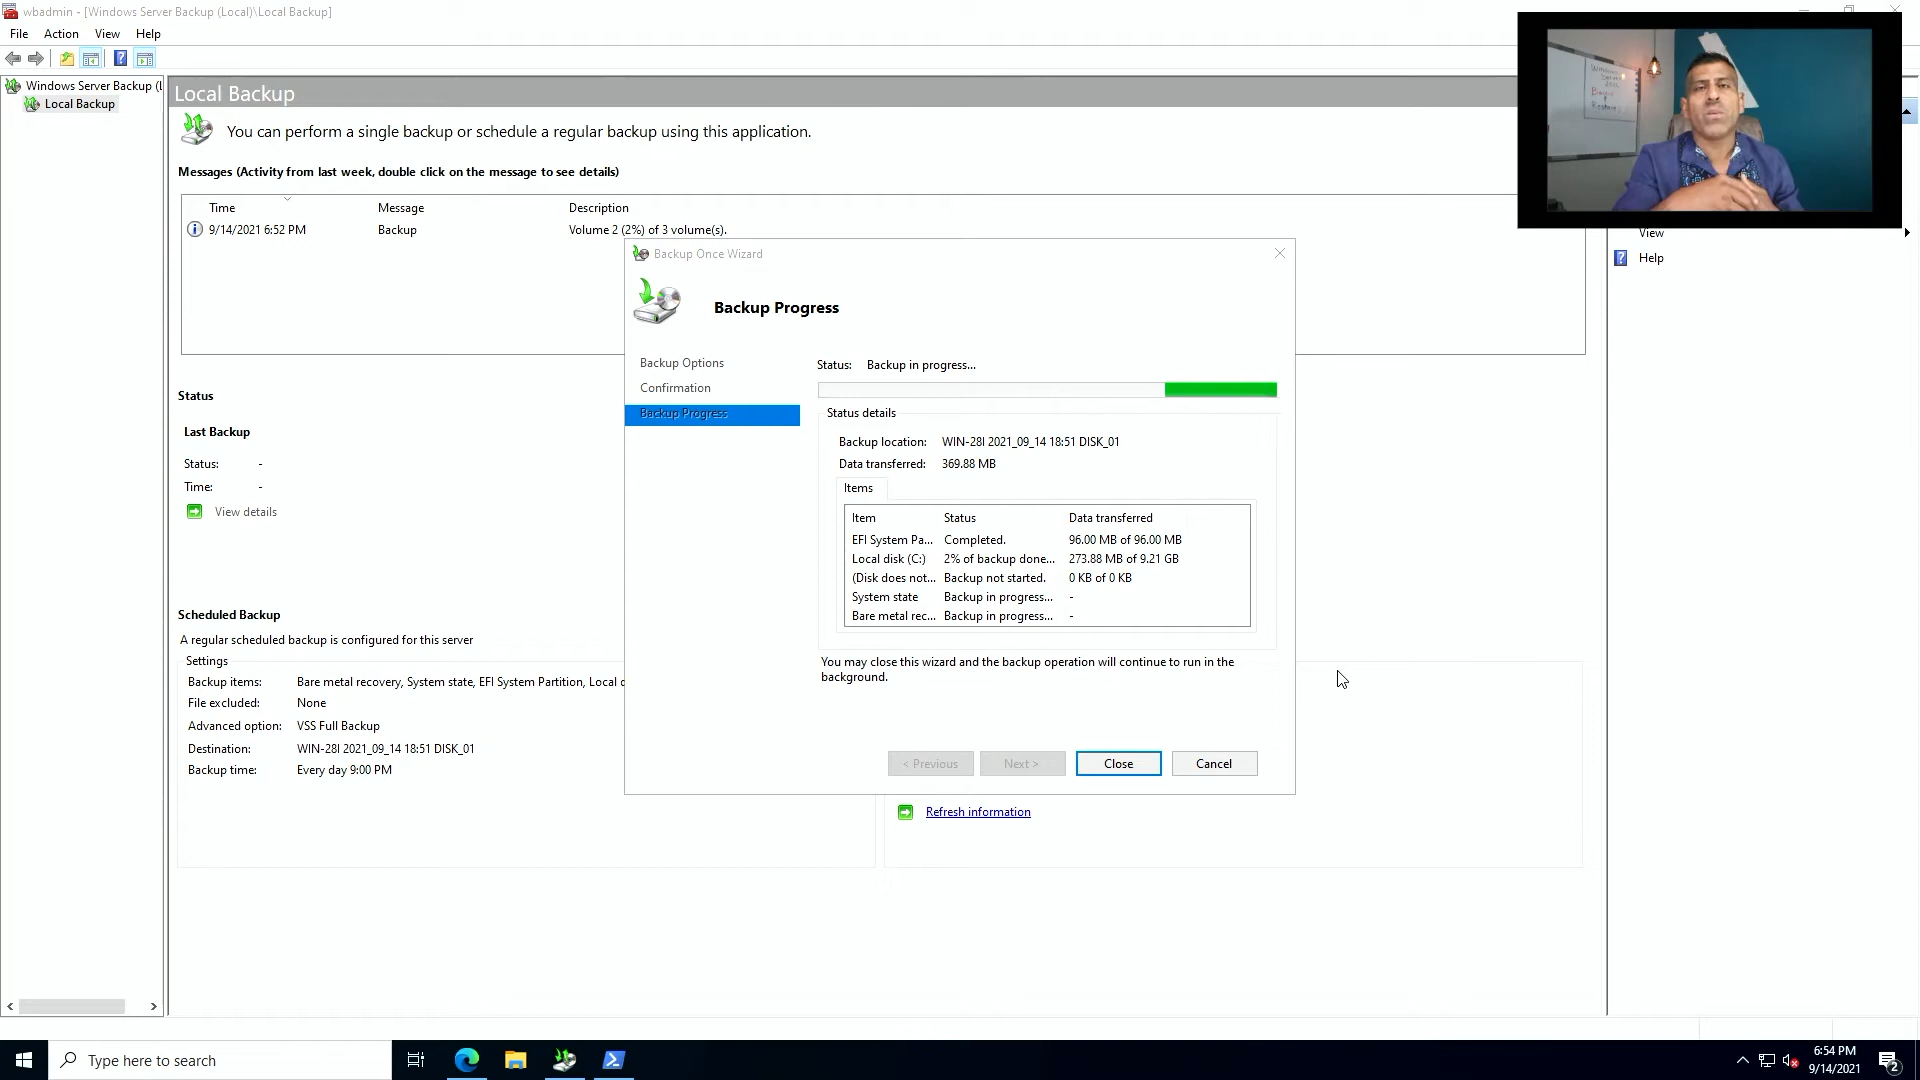 wbadmin - [Windows Server Backup (Local)\Local Backup]
File Action View Help
Windows Server Backup (L
Local Backup
Local Backup
You can perform a single backup or schedule a regular backup using this application.
Messages (Activity from last week, double click on the message to see details)
Time Message Description
9/14/2021 6:52 PM Backup Volume 2 (2%) of 3 volume(s).
View
Help
Status
Last Backup
Status: -
Time: -
View details
Scheduled Backup
A regular scheduled backup is configured for this server
Settings
Backup items: Bare metal recovery, System state, EFI System Partition, Local d
File excluded: None
Advanced option: VSS Full Backup
Destination: WIN-28I 2021_09_14 18:51 DISK_01
Backup time: Every day 9:00 PM
Refresh information
Backup Once Wizard
Backup Progress
Backup Options
Confirmation
Backup Progress
Status: Backup in progress...
Status details
Backup location: WIN-28I 2021_09_14 18:51 DISK_01
Data transferred: 369.88 MB
Items
Item Status Data transferred
EFI System Pa... Completed. 96.00 MB of 96.00 MB
Local disk (C:) 2% of backup done... 273.88 MB of 9.21 GB
(Disk does not... Backup not started. 0 KB of 0 KB
System state Backup in progress... -
Bare metal rec... Backup in progress... -
You may close this wizard and the backup operation will continue to run in the
background.
< Previous Next > Close Cancel
Type here to search
6:54 PM
9/14/2021
2